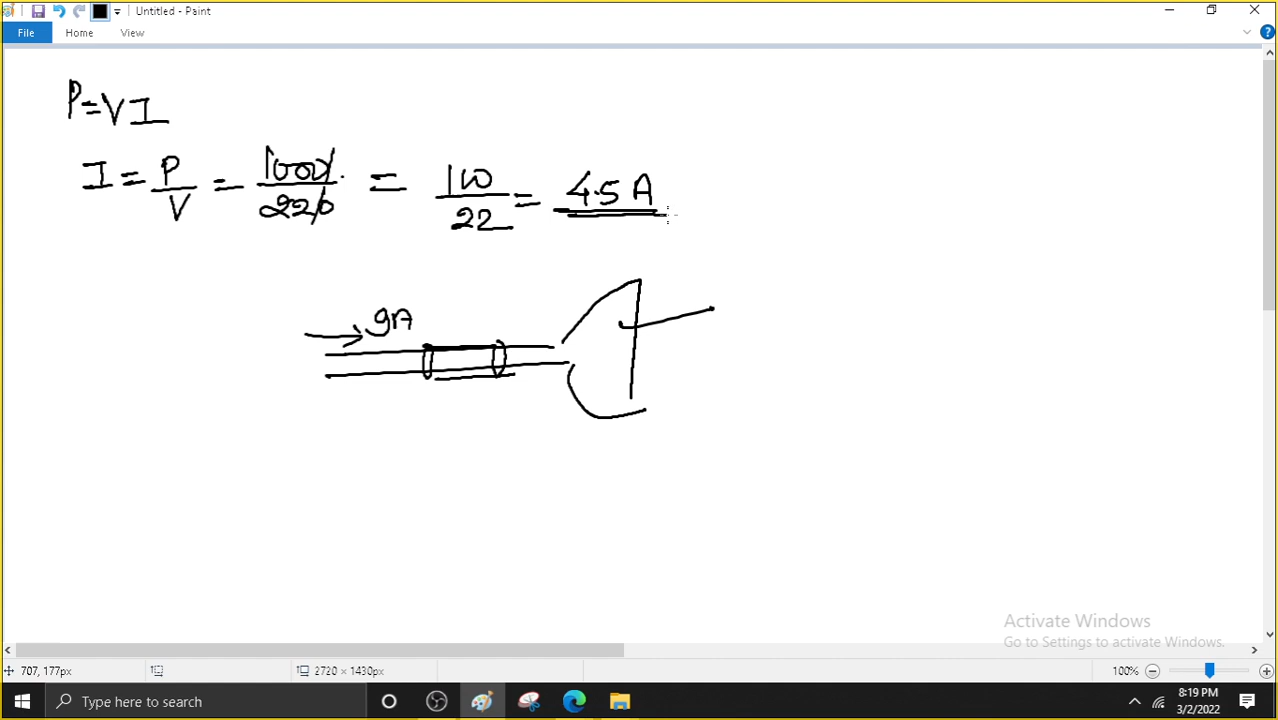 Untitled - Paint
File Home View
P=VI
I = P/V = 1000/220 = 100/22 = 4.5 A
9A
Activate Windows
Go to Settings to activate Windows.
707, 177px 2720 × 1430px 100%
Type here to search
8:19 PM
3/2/2022